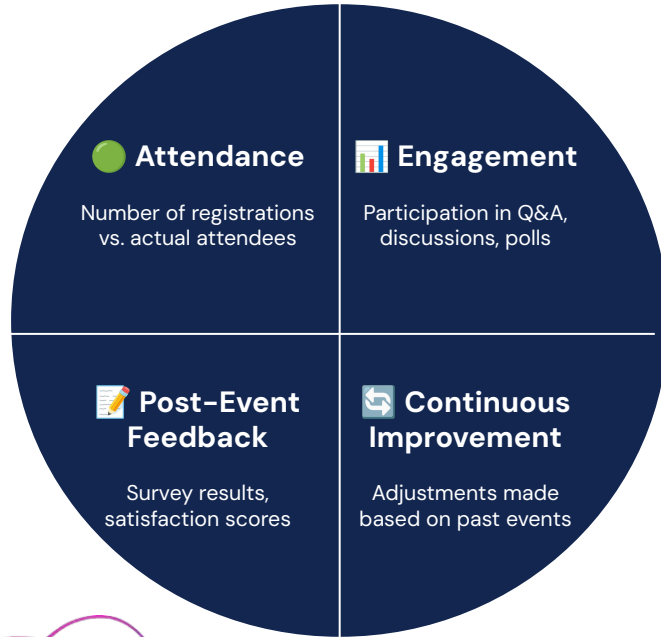 🟢 Attendance
Number of registrations
vs. actual attendees
📊 Engagement
Participation in Q&A,
discussions, polls
📝 Post-Event
Feedback
Survey results,
satisfaction scores
🔄 Continuous
Improvement
Adjustments made
based on past events